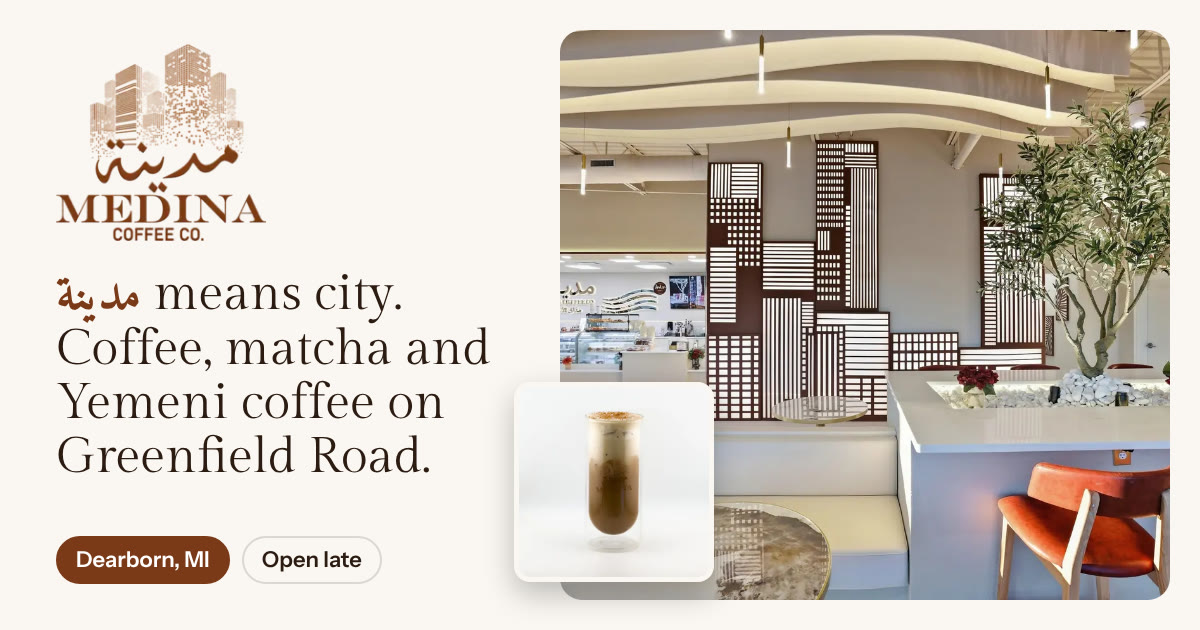 مدينة
MEDINA
COFFEE CO.
مدينة means city.
Coffee, matcha and
Yemeni coffee on
Greenfield Road.
Dearborn, MI
Open late